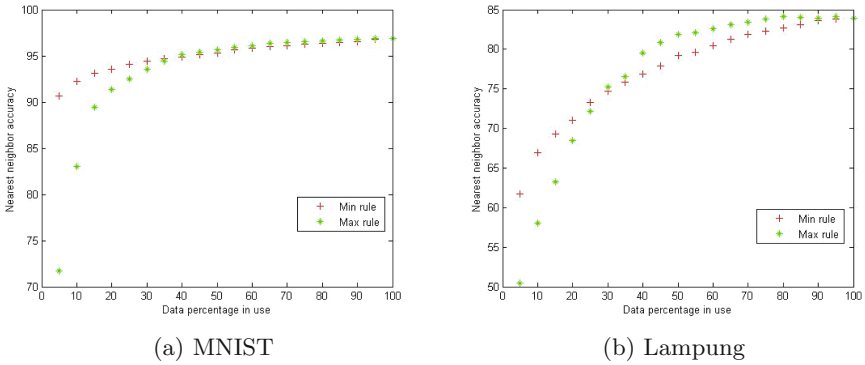 100
95
90
85
80
75
70
0 10 20 30 40 50 60 70 80 90 100
Nearest neighbor accuracy
Data percentage in use
Min rule
Max rule
(a) MNIST
85
80
75
70
65
60
55
50
0 10 20 30 40 50 60 70 80 90 100
Nearest neighbor accuracy
Data percentage in use
Min rule
Max rule
(b) Lampung